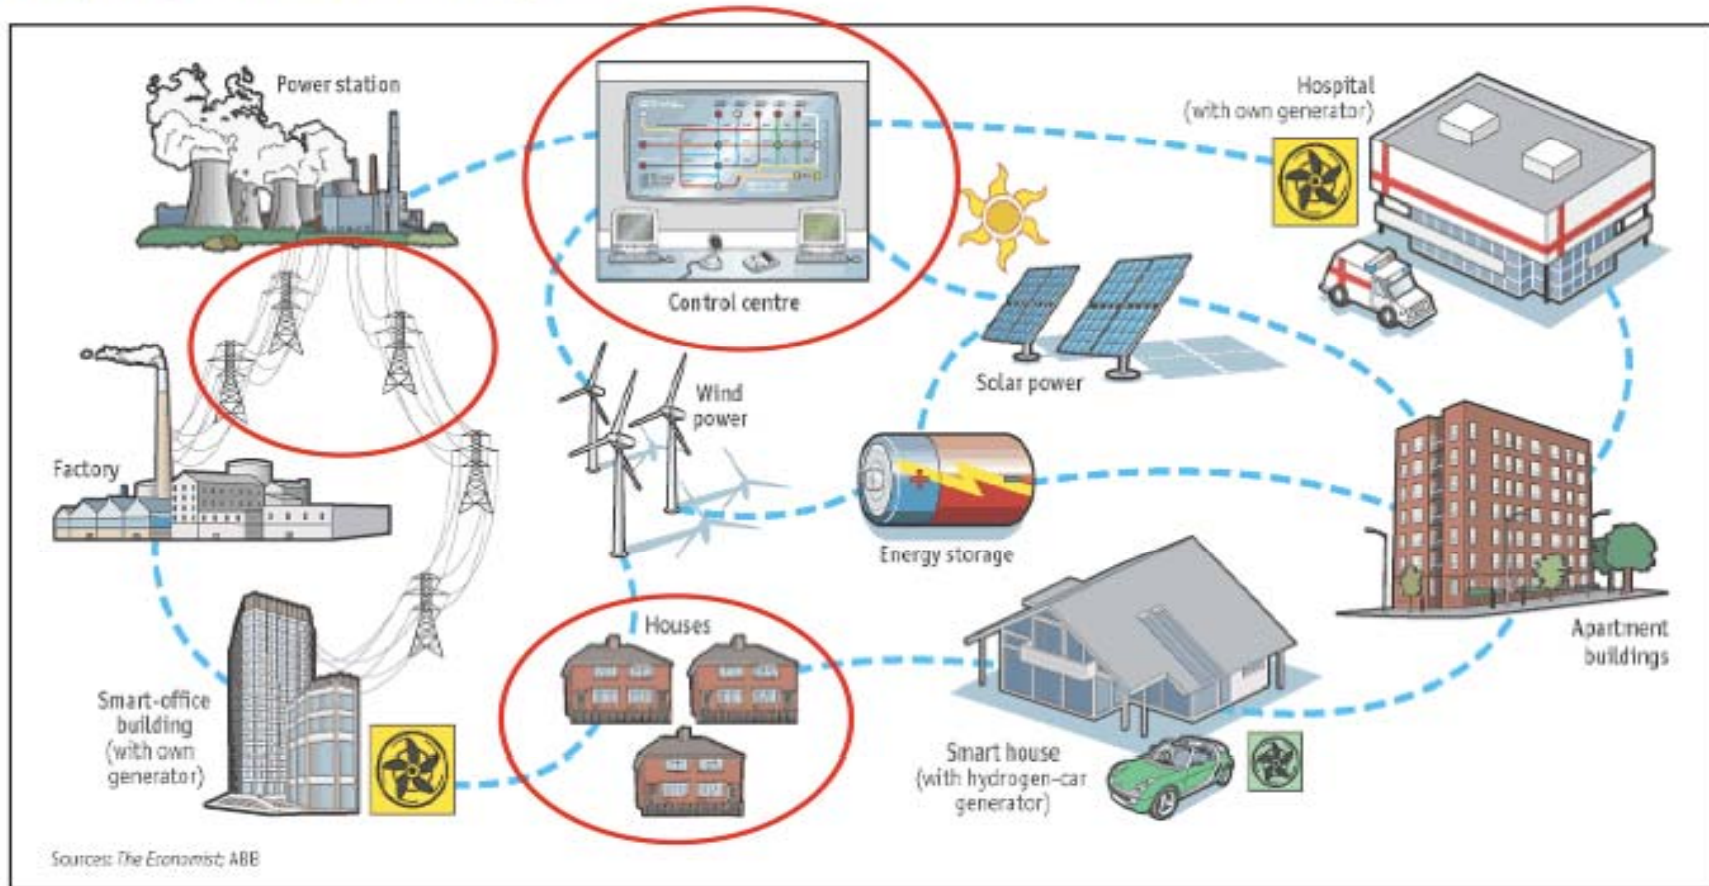 Power station
Control centre
Hospital
(with own generator)
Solar power
Wind
power
Factory
Energy storage
Houses
Apartment
buildings
Smart-office
building
(with own
generator)
Smart house
(with hydrogen-car
generator)
Sources: The Economist; ABB